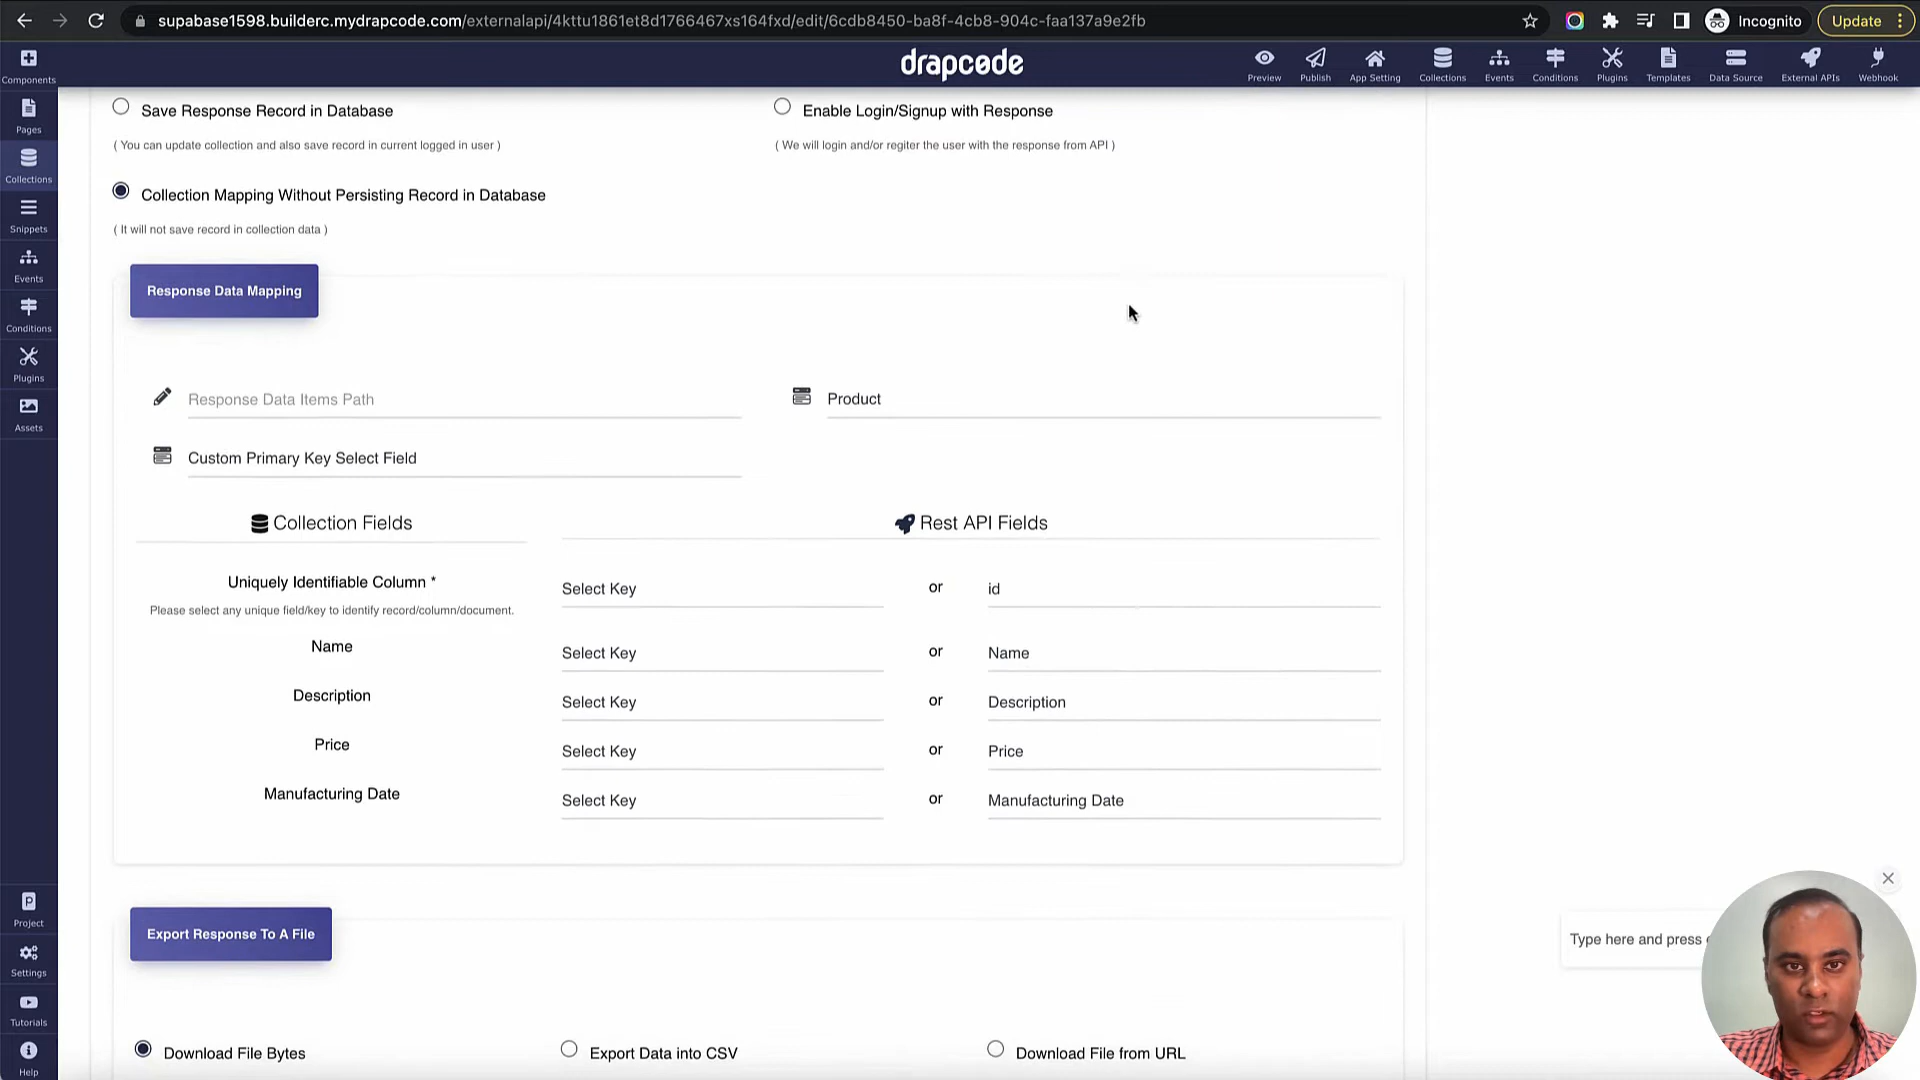 supabase1598.builderc.mydrapcode.com/externalapi/4kttu1861et8d1766467xs164fxd/edit/6cdb8450-ba8f-4cb8-904c-faa137a9e2fb
Incognito
Update
Components
drapcode
Preview
Publish
App Setting
Collections
Events
Conditions
Plugins
Templates
Data Source
External APIs
Webhook
Pages
Collections
Snippets
Events
Conditions
Plugins
Assets
Project
Settings
Tutorials
Help
Save Response Record in Database
( You can update collection and also save record in current logged in user )
Enable Login/Signup with Response
( We will login and/or regiter the user with the response from API )
Collection Mapping Without Persisting Record in Database
( It will not save record in collection data )
Response Data Mapping
Response Data Items Path
Product
Custom Primary Key Select Field
Collection Fields
Rest API Fields
Uniquely Identifiable Column *
Please select any unique field/key to identify record/column/document.
Select Key or id
Name Select Key or Name
Description Select Key or Description
Price Select Key or Price
Manufacturing Date Select Key or Manufacturing Date
Export Response To A File
Download File Bytes
Export Data into CSV
Download File from URL
Type here and press